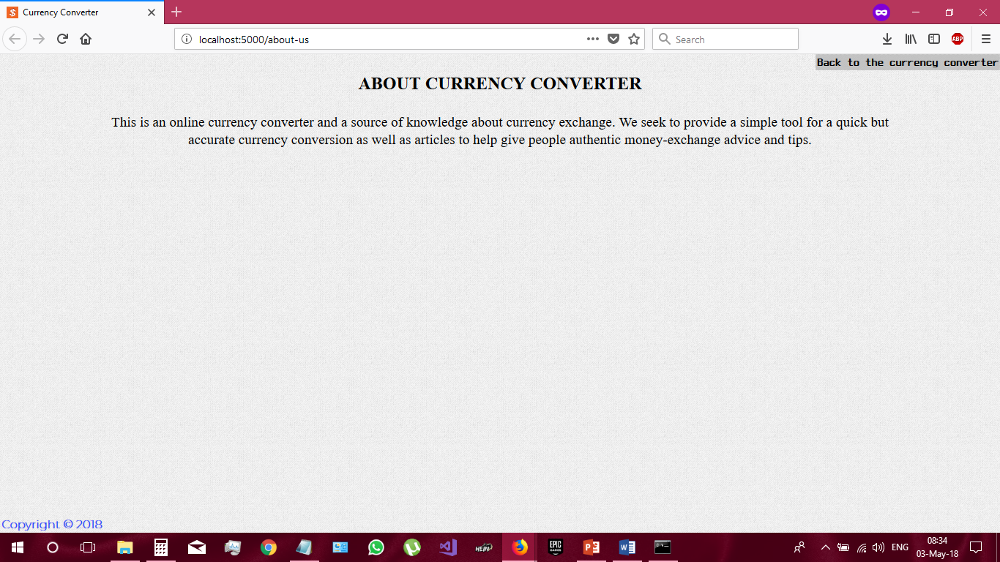 Currency Converter
localhost:5000/about-us
Search
ABP
Back to the currency converter
ABOUT CURRENCY CONVERTER
This is an online currency converter and a source of knowledge about currency exchange. We seek to provide a simple tool for a quick but
accurate currency conversion as well as articles to help give people authentic money-exchange advice and tips.
Copyright © 2018
EPIC
GAMES
ENG
08:34
03-May-18